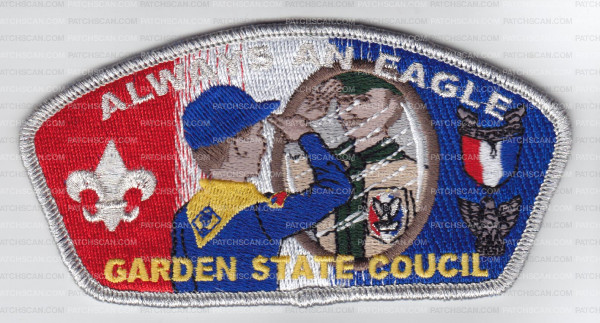 ALWAYS AN EAGLE
GARDEN STATE COUCIL
PATCHSCAN.COM